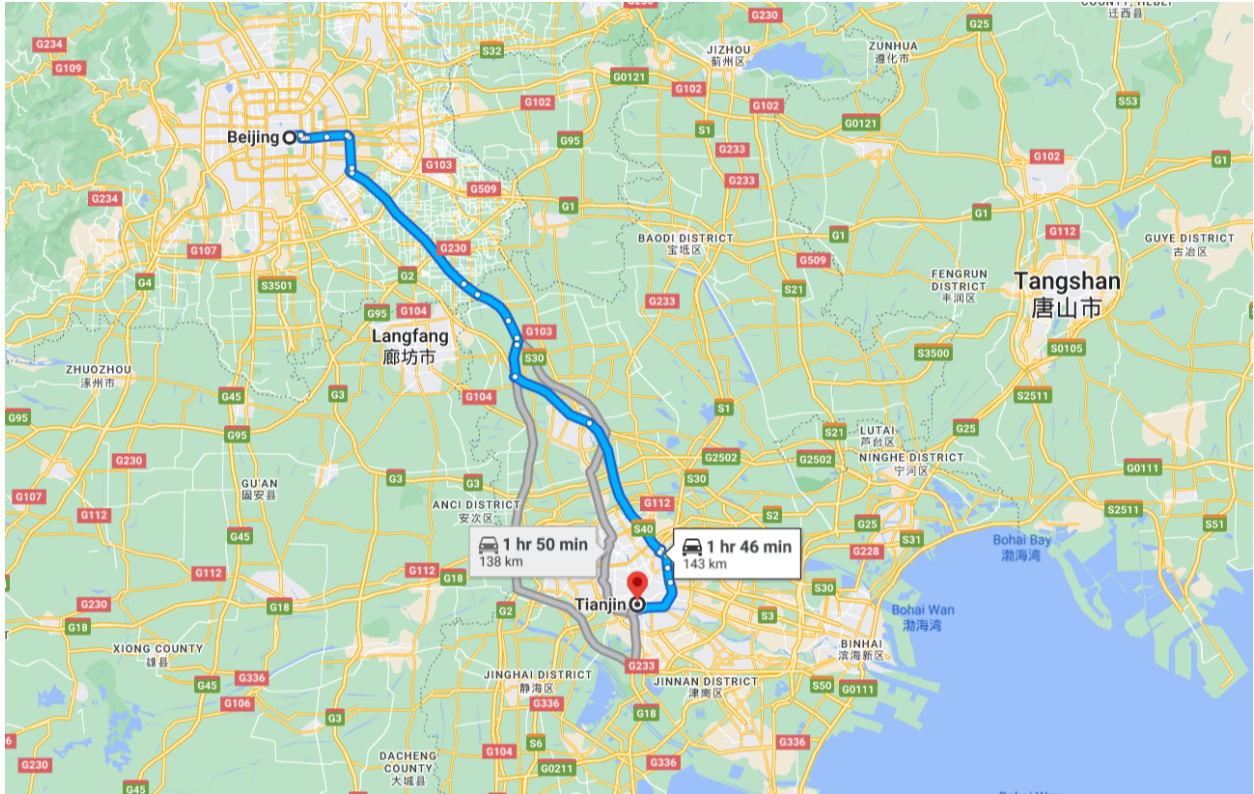 G230
COUNTY, HEBEI
迁西县
G230
G25
G234
S32
JIZHOU
蓟州区
ZUNHUA
遵化市
G109
G0121
G102
G102
G102
S53
Beijing
G95
S1
G0121
G233
G102
G1
G103
G509
G233
G234
G1
G1
G112
G107
G230
BAODI DISTRICT
宝坻区
G1
GUYE DISTRICT
古冶区
G4
S3501
G2
G509
FENGRUN
DISTRICT
丰润区
Tangshan
唐山市
S21
G95
G104
G233
Langfang
廊坊市
G103
S30
S3500
S0105
ZHUOZHOU
涿州市
G45
G3
G104
S2511
G95
G95
S1
S21
LUTAI
芦台区
G25
G230
G2502
G2502
NINGHE DISTRICT
宁河区
G0111
G3
G3
S30
GU'AN
固安县
G107
G112
ANCI DISTRICT
安次区
G112
S2
S2511
G25
S51
S40
G45
1 hr 50 min
138 km
1 hr 46 min
143 km
S31
G228
Bohai Bay
渤海湾
G112
G112
G18
S30
G230
G18
Tianjin
G2
S3
Bohai Wan
渤海湾
G18
XIONG COUNTY
雄县
BINHAI
滨海新区
G233
G336
JINGHAI DISTRICT
静海区
JINNAN DISTRICT
津南区
G45
S50
G0111
G106
G336
G3
G18
G336
S6
G104
DACHENG
COUNTY
大城县
G230
G0211
G336
G45